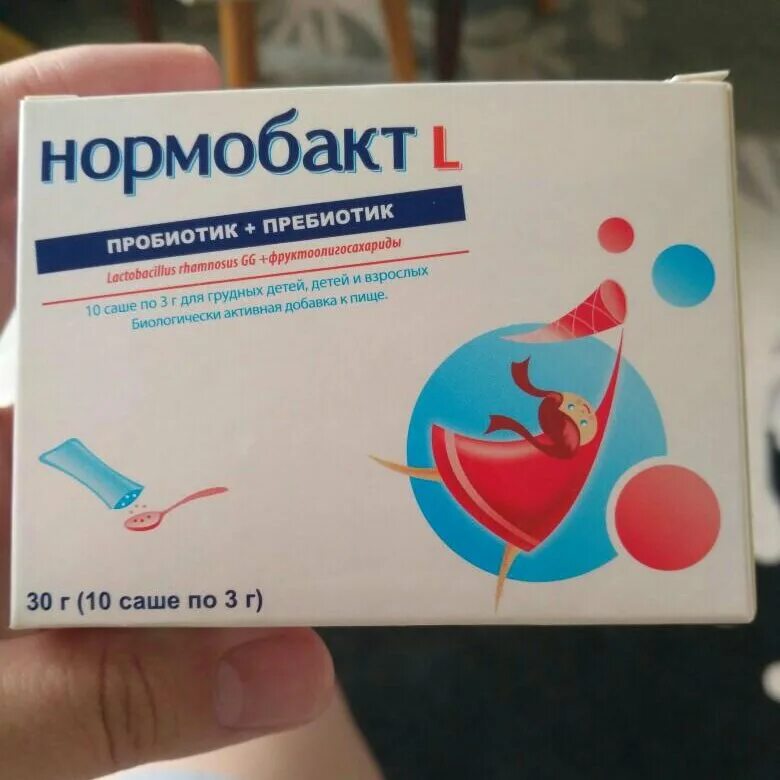 нормобакт L
ПРОБИОТИК + ПРЕБИОТИК
Lactobacillus rhamnosus GG +фруктоолигосахариды
10 саше по 3 г для грудных детей, детей и взрослых
Биологически активная добавка к пище.
30 г (10 саше по 3 г)